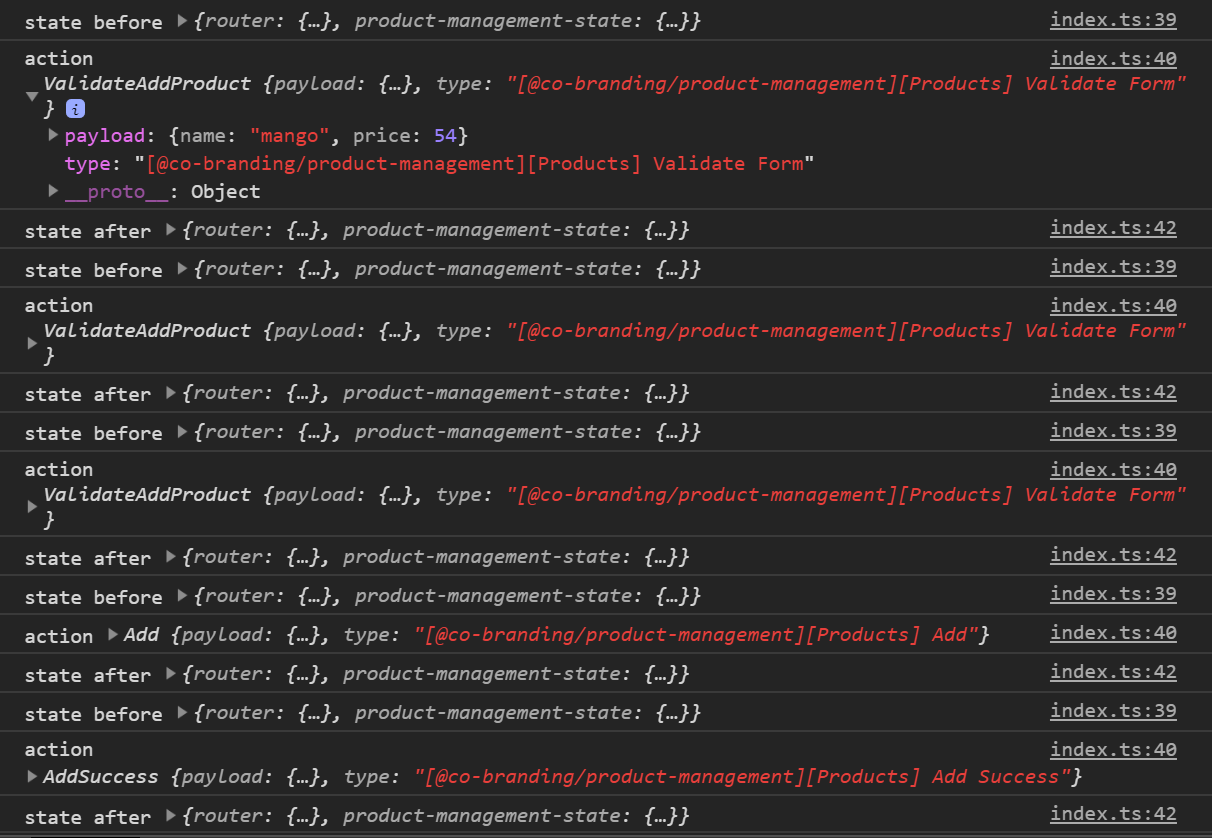 state before ▶{router: {…}, product-management-state: {…}} index.ts:39
action index.ts:40
ValidateAddProduct {payload: {…}, type: "[@co-branding/product-management][Products] Validate Form"
▼ } i
▶payload: {name: "mango", price: 54}
type: "[@co-branding/product-management][Products] Validate Form"
▶__proto__: Object
state after ▶{router: {…}, product-management-state: {…}} index.ts:42
state before ▶{router: {…}, product-management-state: {…}} index.ts:39
action index.ts:40
ValidateAddProduct {payload: {…}, type: "[@co-branding/product-management][Products] Validate Form"
▶ }
state after ▶{router: {…}, product-management-state: {…}} index.ts:42
state before ▶{router: {…}, product-management-state: {…}} index.ts:39
action index.ts:40
ValidateAddProduct {payload: {…}, type: "[@co-branding/product-management][Products] Validate Form"
▶ }
state after ▶{router: {…}, product-management-state: {…}} index.ts:42
state before ▶{router: {…}, product-management-state: {…}} index.ts:39
action ▶Add {payload: {…}, type: "[@co-branding/product-management][Products] Add"} index.ts:40
state after ▶{router: {…}, product-management-state: {…}} index.ts:42
state before ▶{router: {…}, product-management-state: {…}} index.ts:39
action index.ts:40
▶AddSuccess {payload: {…}, type: "[@co-branding/product-management][Products] Add Success"}
state after ▶{router: {…}, product-management-state: {…}} index.ts:42